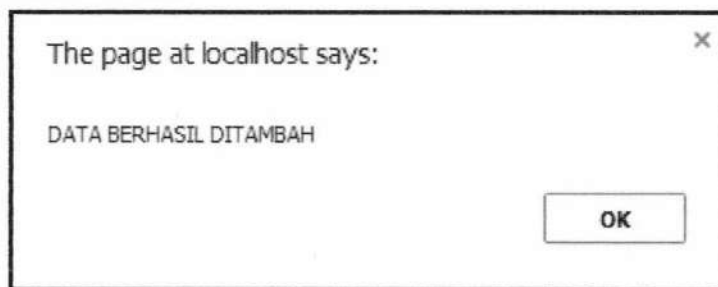 The page at localhost says:
DATA BERHASIL DITAMBAH
OK